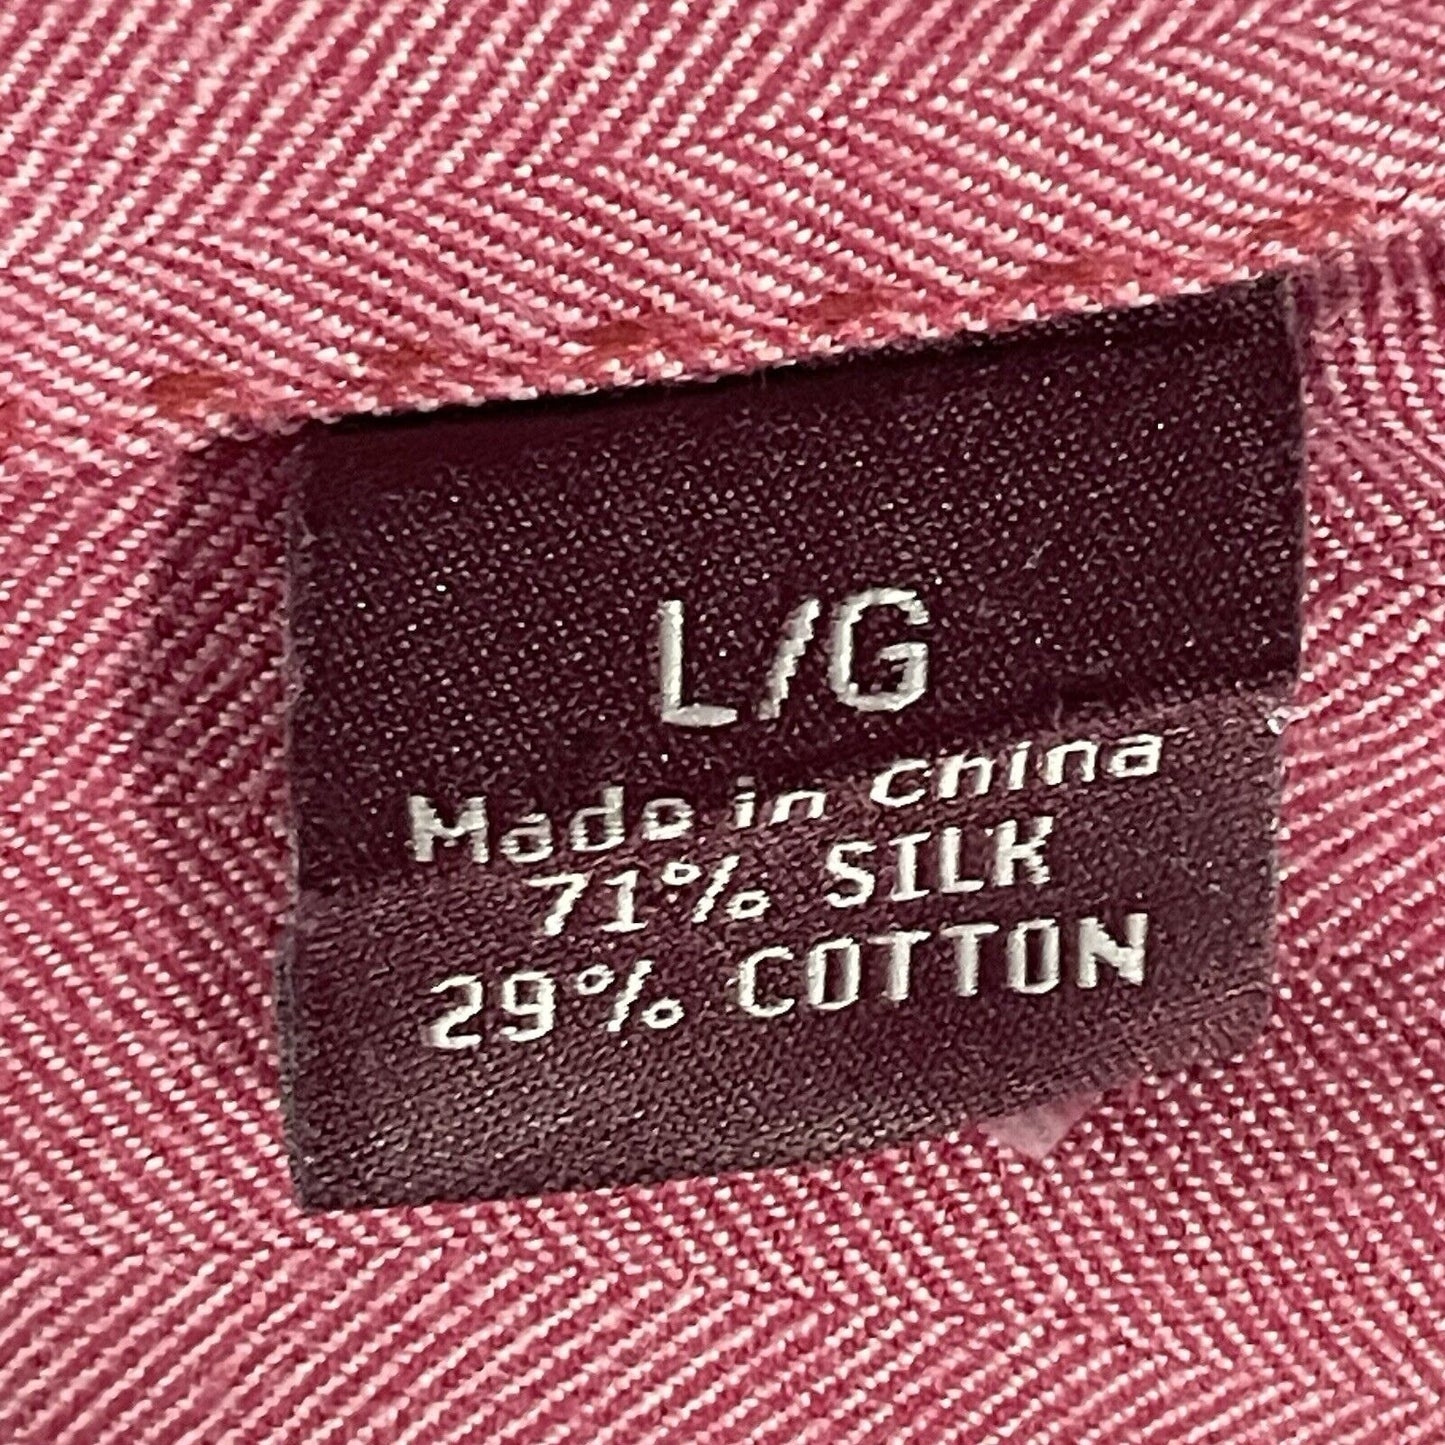 L/G
Made in China
71% SILK
29% COTTON